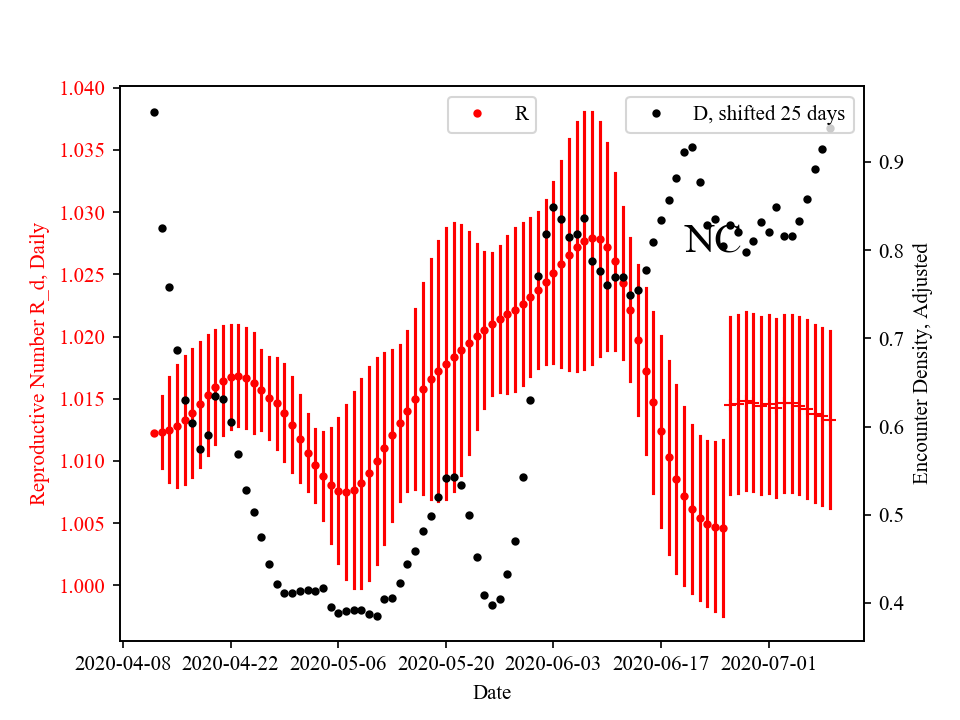 R
D, shifted 25 days
NC
Reproductive Number R_d, Daily
1.040
1.035
1.030
1.025
1.020
1.015
1.010
1.005
1.000
Encounter Density, Adjusted
0.9
0.8
0.7
0.6
0.5
0.4
2020-04-08 2020-04-22 2020-05-06 2020-05-20 2020-06-03 2020-06-17 2020-07-01
Date